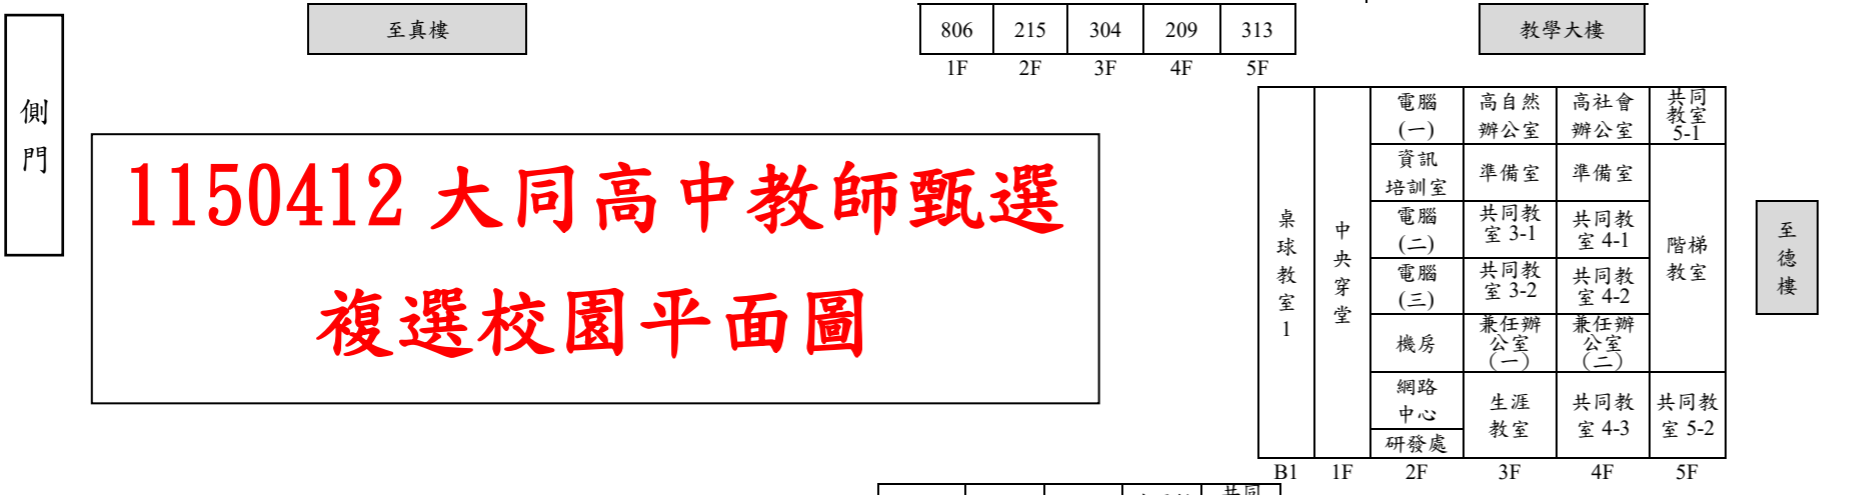 至真樓
806 215 304 209 313
教學大樓
1F 2F 3F 4F 5F
側門
1150412 大同高中教師甄選
複選校園平面圖
桌球教室1
中央穿堂
電腦
(一)
高自然
辦公室
高社會
辦公室
共同
教室
5-1
資訊
培訓室
準備室
準備室
電腦
(二)
共同教
室 3-1
共同教
室 4-1
階梯
教室
電腦
(三)
共同教
室 3-2
共同教
室 4-2
機房
兼任辦
公室
(一)
兼任辦
公室
(二)
網路
中心
研發處
生涯
教室
共同教
室 4-3
共同教
室 5-2
至德樓
B1 1F 2F 3F 4F 5F
共同